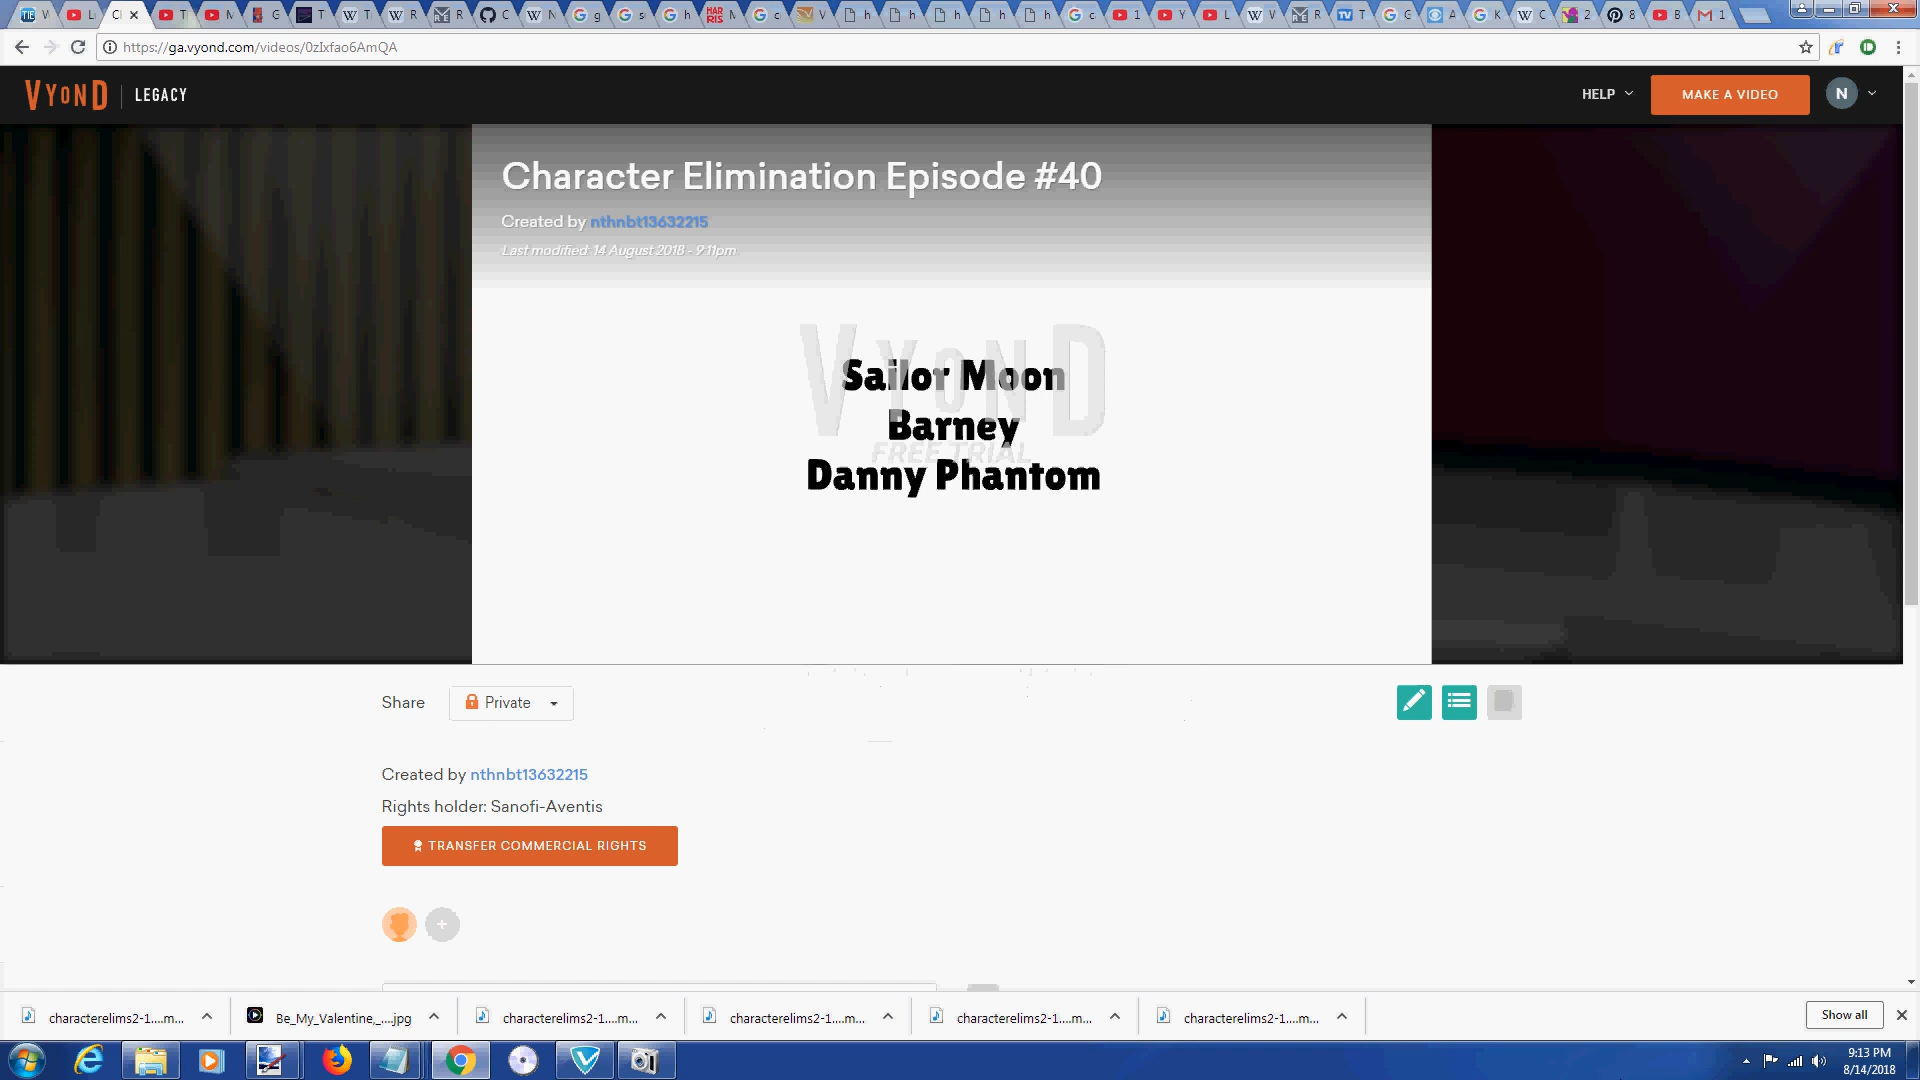 https://ga.vyond.com/videos/0zIxfao6AmQA
VYOND LEGACY
HELP
MAKE A VIDEO
N
Character Elimination Episode #40
Created by nthnbt13632215
Last modified: 14 August 2018 - 9:11pm
VYOND
FREE TRIAL
Sailor Moon
Barney
Danny Phantom
Share
Private
Created by nthnbt13632215
Rights holder: Sanofi-Aventis
TRANSFER COMMERCIAL RIGHTS
characterelims2-1....m...
Be_My_Valentine,_....jpg
characterelims2-1....m...
characterelims2-1....m...
characterelims2-1....m...
characterelims2-1....m...
Show all
9:13 PM
8/14/2018